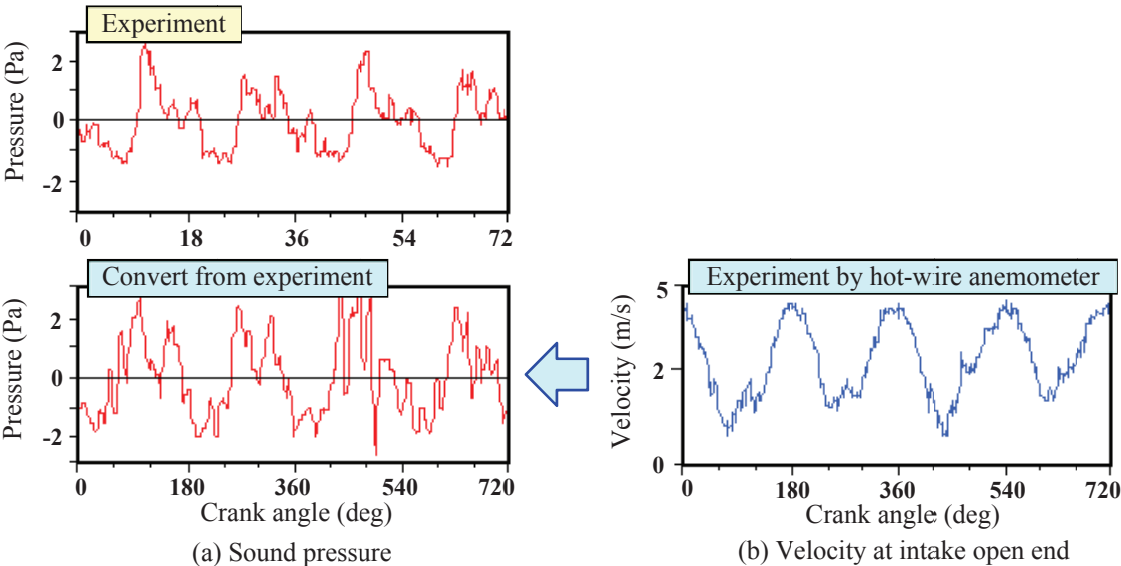 Experiment
Pressure (Pa)
2
0
-2
0 18 36 54 72
Convert from experiment
Pressure (Pa)
2
0
-2
0 180 360 540 720
Crank angle (deg)
(a) Sound pressure
Experiment by hot-wire anemometer
Velocity (m/s)
5
2
0
0 180 360 540 720
Crank angle (deg)
(b) Velocity at intake open end